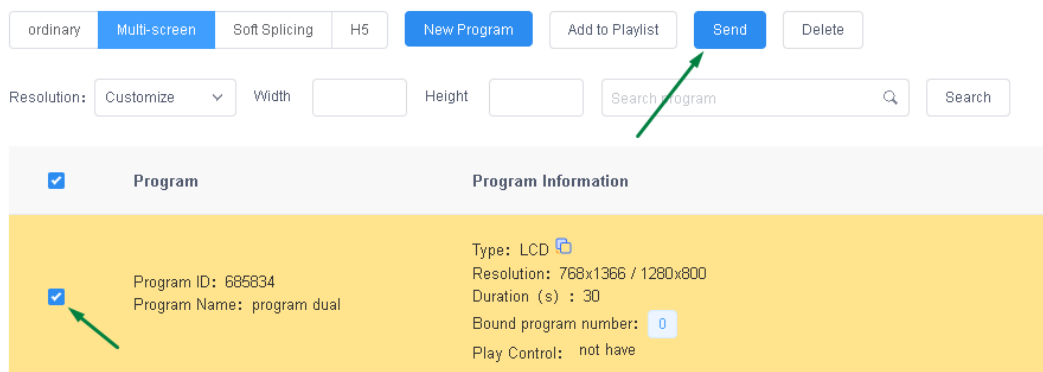 ordinary Multi-screen Soft Splicing H5 New Program Add to Playlist Send Delete
Resolution: Customize Width Height Search program Search
Program Program Information
Type: LCD
Program ID: 685834 Resolution: 768x1366 / 1280x800
Program Name: program dual Duration (s) : 30
Bound program number: 0
Play Control: not have